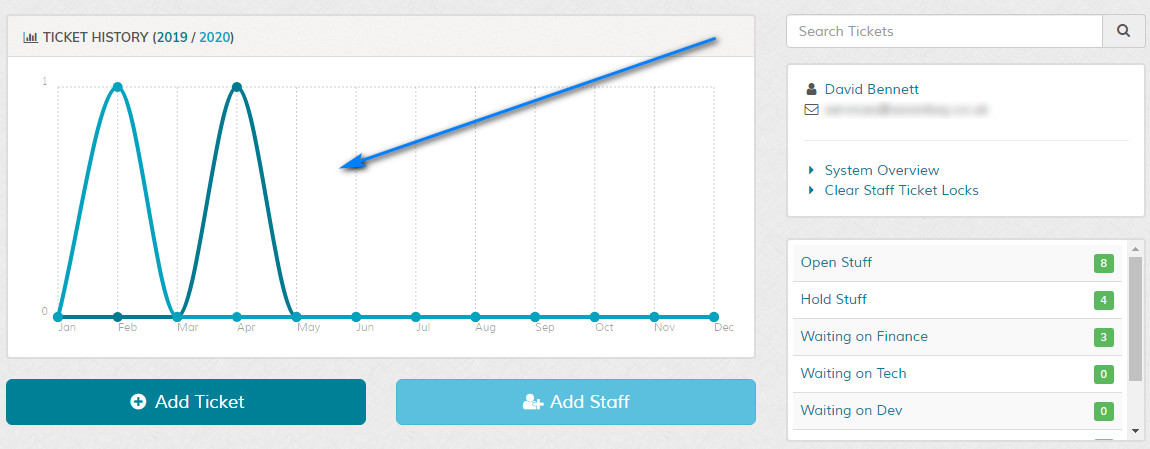 TICKET HISTORY (2019 / 2020)
1
0
Jan Feb Mar Apr May Jun Jul Aug Sep Oct Nov Dec
Add Ticket
Add Staff
Search Tickets
David Bennett
System Overview
Clear Staff Ticket Locks
Open Stuff 8
Hold Stuff 4
Waiting on Finance 3
Waiting on Tech 0
Waiting on Dev 0